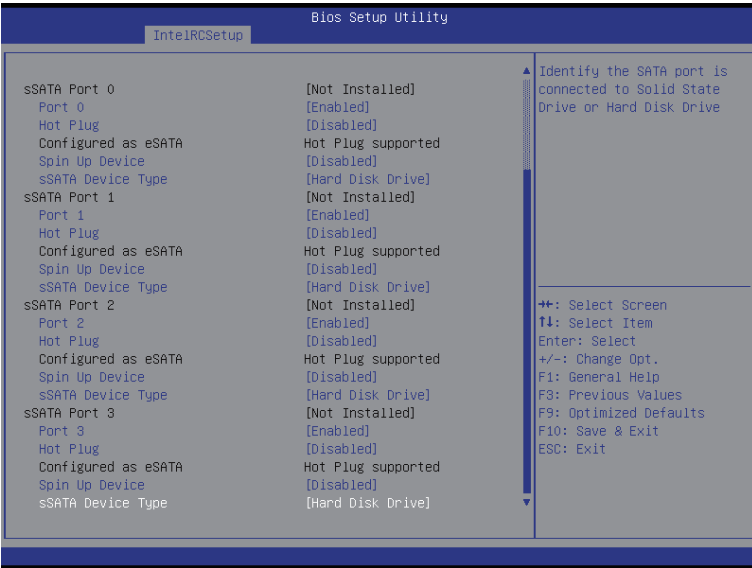 Bios Setup Utility
IntelRCSetup
sSATA Port 0 [Not Installed]
Port 0 [Enabled]
Hot Plug [Disabled]
Configured as eSATA Hot Plug supported
Spin Up Device [Disabled]
sSATA Device Type [Hard Disk Drive]
sSATA Port 1 [Not Installed]
Port 1 [Enabled]
Hot Plug [Disabled]
Configured as eSATA Hot Plug supported
Spin Up Device [Disabled]
sSATA Device Type [Hard Disk Drive]
sSATA Port 2 [Not Installed]
Port 2 [Enabled]
Hot Plug [Disabled]
Configured as eSATA Hot Plug supported
Spin Up Device [Disabled]
sSATA Device Type [Hard Disk Drive]
sSATA Port 3 [Not Installed]
Port 3 [Enabled]
Hot Plug [Disabled]
Configured as eSATA Hot Plug supported
Spin Up Device [Disabled]
sSATA Device Type [Hard Disk Drive]
Identify the SATA port is
connected to Solid State
Drive or Hard Disk Drive
→←: Select Screen
↑↓: Select Item
Enter: Select
+/-: Change Opt.
F1: General Help
F3: Previous Values
F9: Optimized Defaults
F10: Save & Exit
ESC: Exit